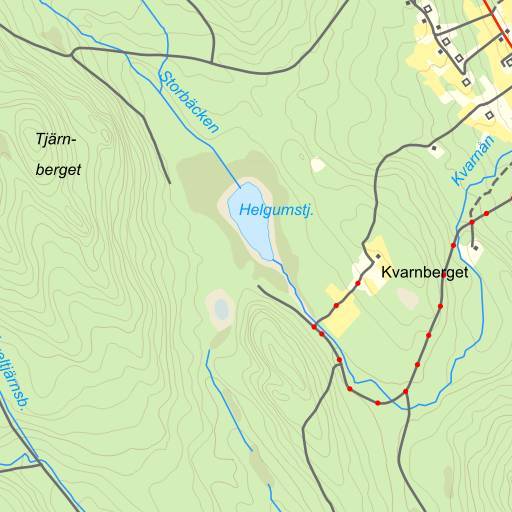 Storbäcken
Tjärn-
berget
Kvarnån
Helgumstj.
Kvarnberget